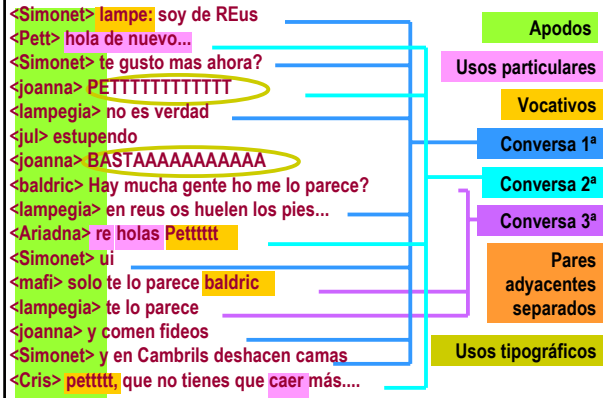 <Simonet> lampe: soy de REus
<Pett> hola de nuevo...
<Simonet> te gusto mas ahora?
<joanna> PETTTTTTTTTTTT
<lampegia> no es verdad
<jul> estupendo
<joanna> BASTAAAAAAAAAAA
<baldric> Hay mucha gente ho me lo parece?
<lampegia> en reus os huelen los pies...
<Ariadna> re holas Petttttt
<Simonet> ui
<mafi> solo te lo parece baldric
<lampegia> te lo parece
<joanna> y comen fideos
<Simonet> y en Cambrils deshacen camas
<Cris> pettttt, que no tienes que caer más....
Apodos
Usos particulares
Vocativos
Conversa 1ª
Conversa 2ª
Conversa 3ª
Pares
adyacentes
separados
Usos tipográficos